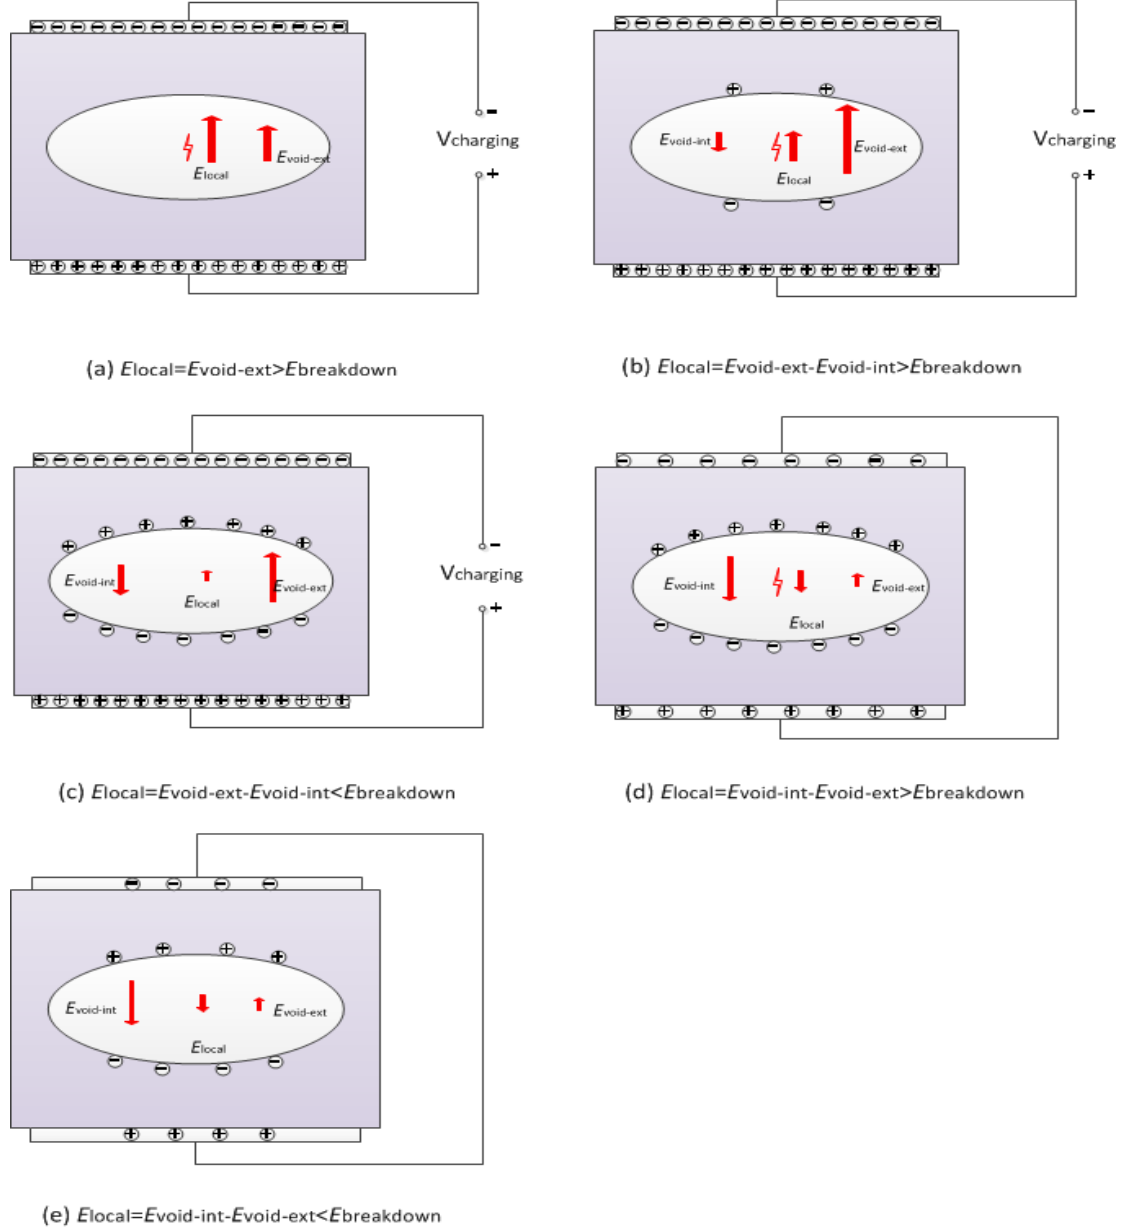 Elocal
Evoid-ext
-
Vcharging
+
(a) Elocal=Evoid-ext>Ebreakdown
Evoid-int
Elocal
Evoid-ext
-
Vcharging
+
(b) Elocal=Evoid-ext-Evoid-int>Ebreakdown
Evoid-int
Elocal
Evoid-ext
-
Vcharging
+
(c) Elocal=Evoid-ext-Evoid-int<Ebreakdown
Evoid-int
Elocal
Evoid-ext
(d) Elocal=Evoid-int-Evoid-ext>Ebreakdown
Evoid-int
Elocal
Evoid-ext
(e) Elocal=Evoid-int-Evoid-ext<Ebreakdown